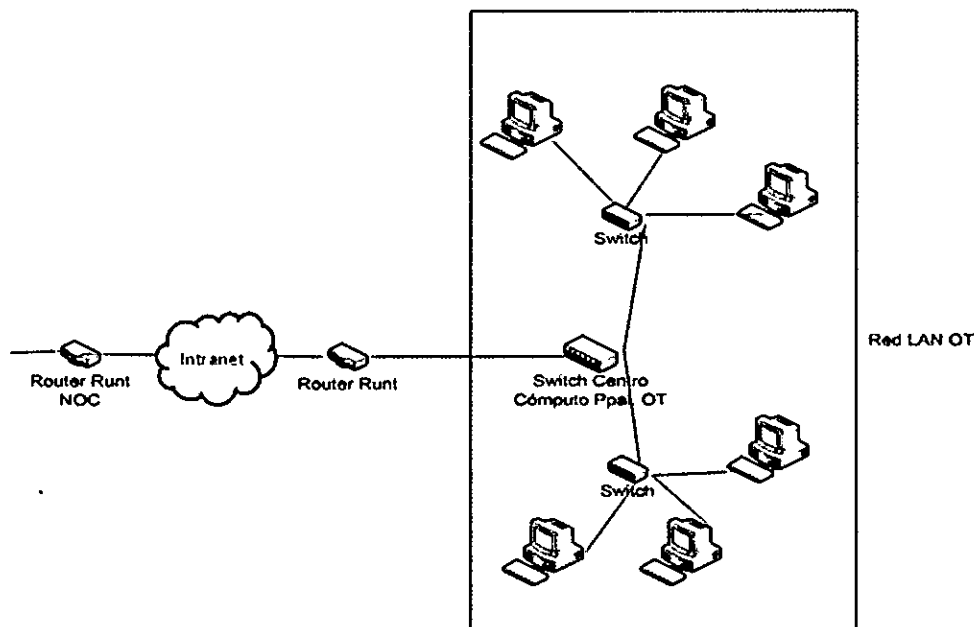 Switch
Red LAN OT
Intranet
Router Runt
NOC
Router Runt
Switch Centro
Cómputo Ppal. OT
Switch